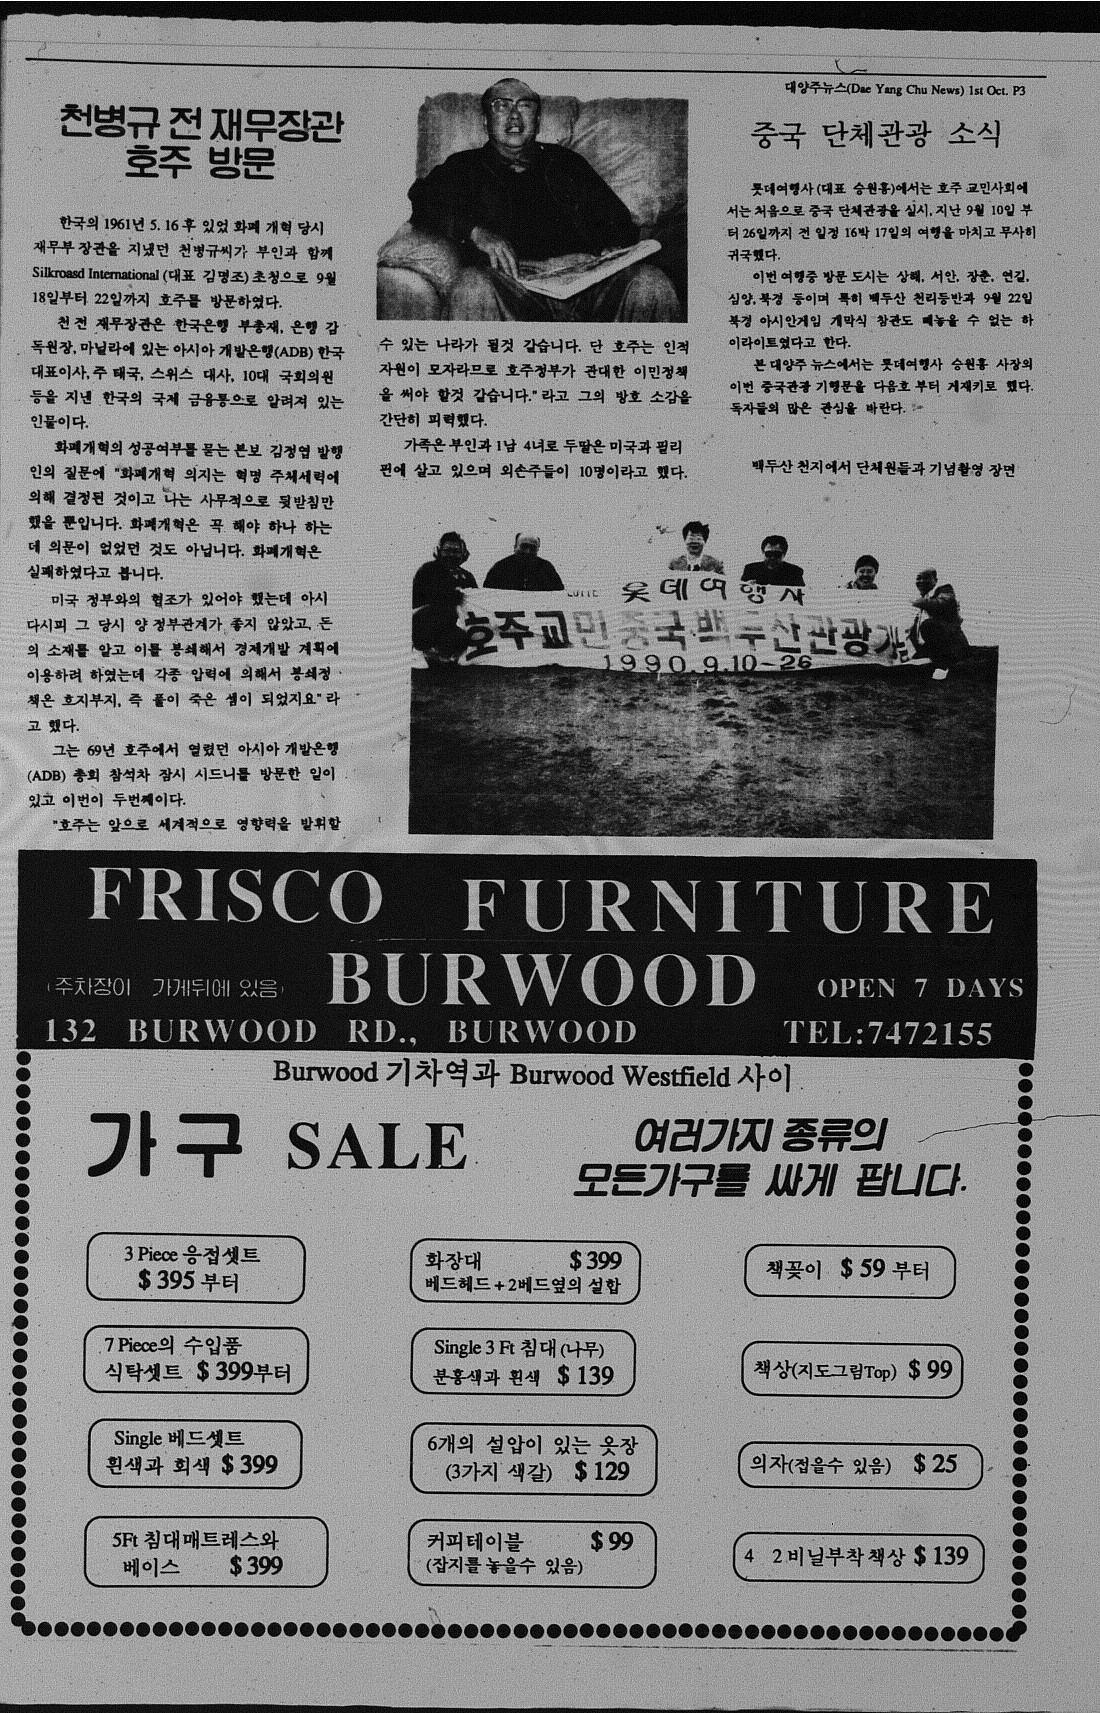 대양주뉴스(Dae Yang Chu News) 1st Oct. P3
천병규 전 재무장관
호주 방문
한국의 1961년 5. 16 후 있었 화폐 개혁 당시
재무부 장관을 지냈던 천병규씨가 부인과 함께
Silkroasd International (대표 김명조) 초청으로 9월
18일부터 22일까지 호주를 방문하였다.
천 전 재무장관은 한국은행 부총재, 은행 감
독원장, 마닐라에 있는 아시아 개발은행(ADB) 한국
대표이사, 주 태국, 스위스 대사, 10대 국회의원
등을 지낸 한국의 국제 금융통으로 알려져 있는
인물이다.
화폐개혁의 성공여부를 묻는 본보 김정엽 발행
인의 질문에 "화폐개혁 의지는 혁명 주체세력에
의해 결정된 것이고 나는 사무적으로 뒷받침만
했을 뿐입니다. 화폐개혁은 꼭 해야 하나 하는
데 의문이 없었던 것도 아닙니다. 화폐개혁은
실패하였다고 봅니다.
미국 정부와의 협조가 있어야 했는데 아시
다시피 그 당시 양 정부관계가 좋지 않았고, 돈
의 소재를 알고 이를 봉쇄해서 경제개발 계획에
이용하려 하였는데 각종 압력에 의해서 봉쇄정
책은 흐지부지, 즉 풀이 죽은 셈이 되었지요" 라
고 했다.
그는 69년 호주에서 열렸던 아시아 개발은행
(ADB) 총회 참석차 잠시 시드니를 방문한 일이
있고 이번이 두번째이다.
"호주는 앞으로 세계적으로 영향력을 발휘할
수 있는 나라가 될것 같습니다. 단 호주는 인적
자원이 모자라므로 호주정부가 관대한 이민정책
을 써야 할것 같습니다." 라고 그의 방호 소감을
간단히 피력했다.
가족은 부인과 1남 4녀로 두딸은 미국과 필리
핀에 살고 있으며 외손주들이 10명이라고 했다.
중국 단체관광 소식
롯데여행사 (대표 승원홍)에서는 호주 교민사회에
서는 처음으로 중국 단체관광을 실시, 지난 9월 10일 부
터 26일까지 전 일정 16박 17일의 여행을 마치고 무사히
귀국했다.
이번 여행중 방문 도시는 상해, 서안, 장춘, 연길,
심양, 북경 등이며 특히 백두산 천리등반과 9월 22일
북경 아시안게임 개막식 참관도 빼놓을 수 없는 하
이라이트였다고 한다.
본 대양주 뉴스에서는 롯데여행사 승원홍 사장의
이번 중국관광 기행문을 다음호 부터 게재키로 했다.
독자들의 많은 관심을 바란다.
백두산 천지에서 단체원들과 기념촬영 장면
LOTTE 롯데여행사
호주교민 중국 백두산관광기념
1990.9.10-26
FRISCO FURNITURE
BURWOOD
(주차장이 가게뒤에 있음)
OPEN 7 DAYS
132 BURWOOD RD., BURWOOD TEL:7472155
Burwood 기차역과 Burwood Westfield 사이
가구 SALE
여러가지 종류의
모든가구를 싸게 팝니다.
3 Piece 응접셋트
$ 395 부터
화장대 $ 399
베드헤드 + 2베드옆의 설합
책꽂이 $ 59 부터
7 Piece의 수입품
식탁셋트 $ 399부터
Single 3 Ft 침대 (나무)
분홍색과 흰색 $ 139
책상(지도그림Top) $ 99
Single 베드셋트
흰색과 회색 $ 399
6개의 설압이 있는 옷장
(3가지 색갈) $ 129
의자(접을수 있음) $ 25
5Ft 침대매트레스와
베이스 $ 399
커피테이블 $ 99
(잡지를 놓을수 있음)
4 2 비닐부착 책상 $ 139